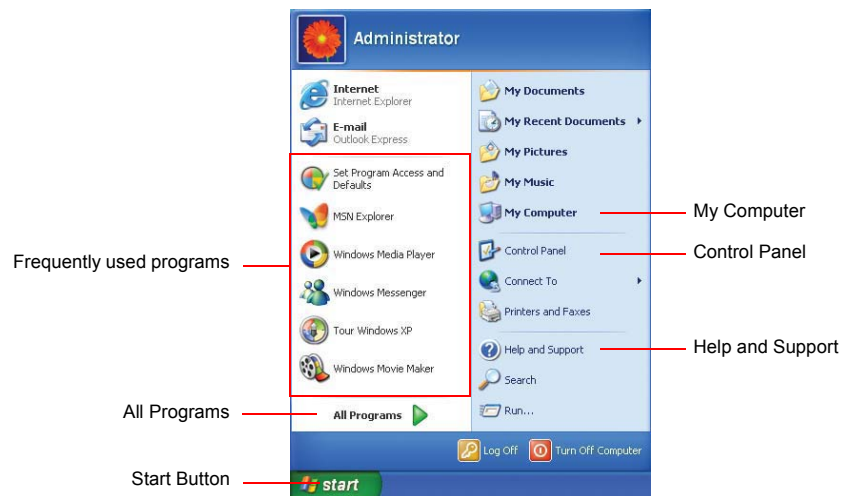 Administrator
Internet
Internet Explorer
E-mail
Outlook Express
Set Program Access and
Defaults
MSN Explorer
Windows Media Player
Windows Messenger
Tour Windows XP
Windows Movie Maker
All Programs
My Documents
My Recent Documents
My Pictures
My Music
My Computer
Control Panel
Connect To
Printers and Faxes
Help and Support
Search
Run...
Log Off
Turn Off Computer
start
Frequently used programs
All Programs
Start Button
My Computer
Control Panel
Help and Support